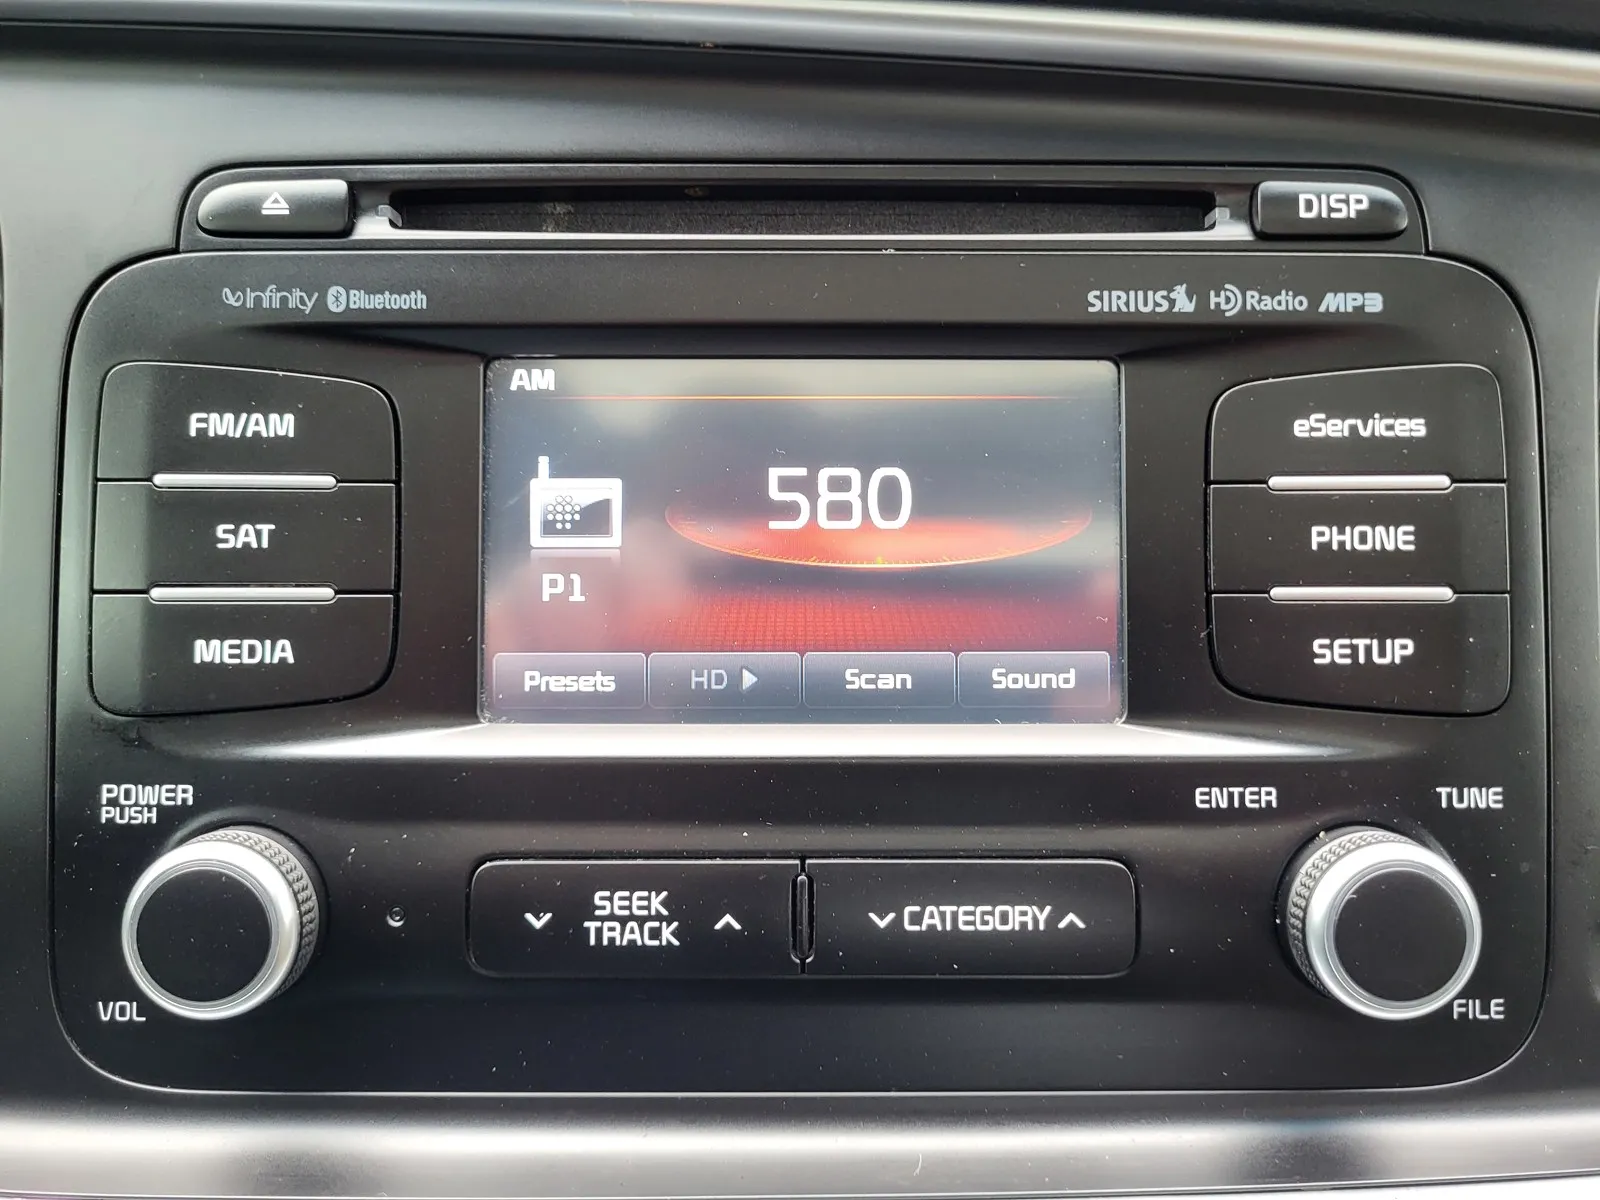 DISP
Infinity Bluetooth
SIRIUS HD Radio MP3
AM
FM/AM
SAT
MEDIA
580
P1
Presets HD Scan Sound
eServices
PHONE
SETUP
POWER
PUSH
VOL
SEEK
TRACK
CATEGORY
ENTER
TUNE
FILE